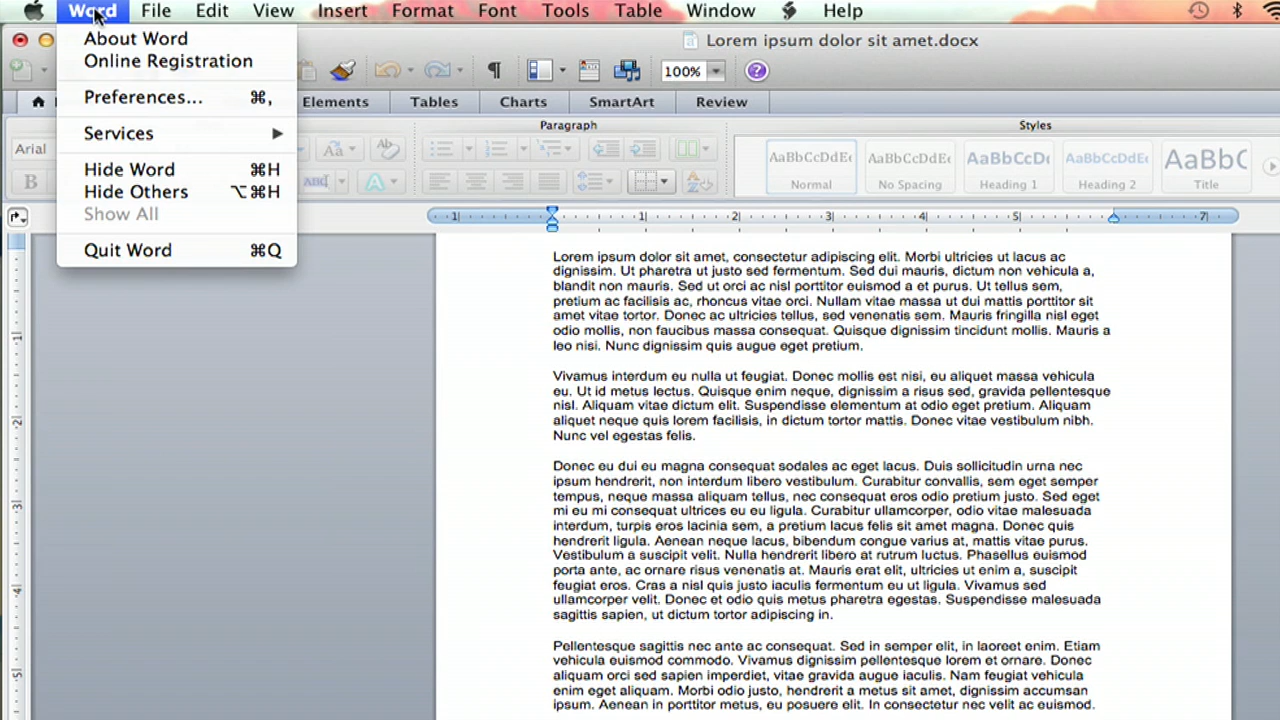 Word File Edit View Insert Format Font Tools Table Window Help
Lorem ipsum dolor sit amet.docx
About Word
Online Registration
Preferences... ⌘,
Services
Hide Word ⌘H
Hide Others ⌥⌘H
Show All
Quit Word ⌘Q
100%
Elements Tables Charts SmartArt Review
Arial
B
Aa
ABC
A
Paragraph
Styles
AaBbCcDdE AaBbCcDdE AaBbCcD AaBbCcDdE AaBbC
Normal No Spacing Heading 1 Heading 2 Title
1 1 2 3 4 5 7
1
2
3
4
5
Lorem ipsum dolor sit amet, consectetur adipiscing elit. Morbi ultricies ut lacus ac
dignissim. Ut pharetra ut justo sed fermentum. Sed dui mauris, dictum non vehicula a,
blandit non mauris. Sed ut orci ac nisl porttitor euismod a et purus. Ut tellus sem,
pretium ac facilisis ac, rhoncus vitae orci. Nullam vitae massa ut dui mattis porttitor sit
amet vitae tortor. Donec ac ultricies tellus, sed venenatis sem. Mauris fringilla nisl eget
odio mollis, non faucibus massa consequat. Quisque dignissim tincidunt mollis. Mauris a
leo nisi. Nunc dignissim quis augue eget pretium.
Vivamus interdum eu nulla ut feugiat. Donec mollis est nisi, eu aliquet massa vehicula
eu. Ut id metus lectus. Quisque enim neque, dignissim a risus sed, gravida pellentesque
nisl. Aliquam vitae dictum elit. Suspendisse elementum at odio eget pretium. Aliquam
aliquet neque quis lorem facilisis, in dictum tortor mattis. Donec vitae vestibulum nibh.
Nunc vel egestas felis.
Donec eu dui eu magna consequat sodales ac eget lacus. Duis sollicitudin urna nec
ipsum hendrerit, non interdum libero vestibulum. Curabitur convallis, sem eget semper
tempus, neque massa aliquam tellus, nec consequat eros odio pretium justo. Sed eget
mi eu mi consequat ultrices eu eu ligula. Curabitur ullamcorper, odio vitae malesuada
interdum, turpis eros lacinia sem, a pretium lacus felis sit amet magna. Donec quis
hendrerit ligula. Aenean neque lacus, bibendum congue varius at, mattis vitae purus.
Vestibulum a suscipit velit. Nulla hendrerit libero at rutrum luctus. Phasellus euismod
porta ante, ac ornare risus venenatis at. Mauris erat elit, ultricies ut enim a, suscipit
feugiat eros. Cras a nisl quis justo iaculis fermentum eu ut ligula. Vivamus sed
ullamcorper velit. Donec et odio quis metus pharetra egestas. Suspendisse malesuada
sagittis sapien, ut dictum tortor adipiscing in.
Pellentesque sagittis nec ante ac consequat. Sed in semper elit, in laoreet enim. Etiam
vehicula euismod commodo. Vivamus dignissim pellentesque lorem et ornare. Donec
aliquam orci sed sapien imperdiet, vitae gravida augue iaculis. Nam feugiat vehicula
enim eget aliquam. Morbi odio justo, hendrerit a metus sit amet, dignissim accumsan
ipsum. Aenean in porttitor metus, eu posuere elit. In consectetur nec velit ac euismod.